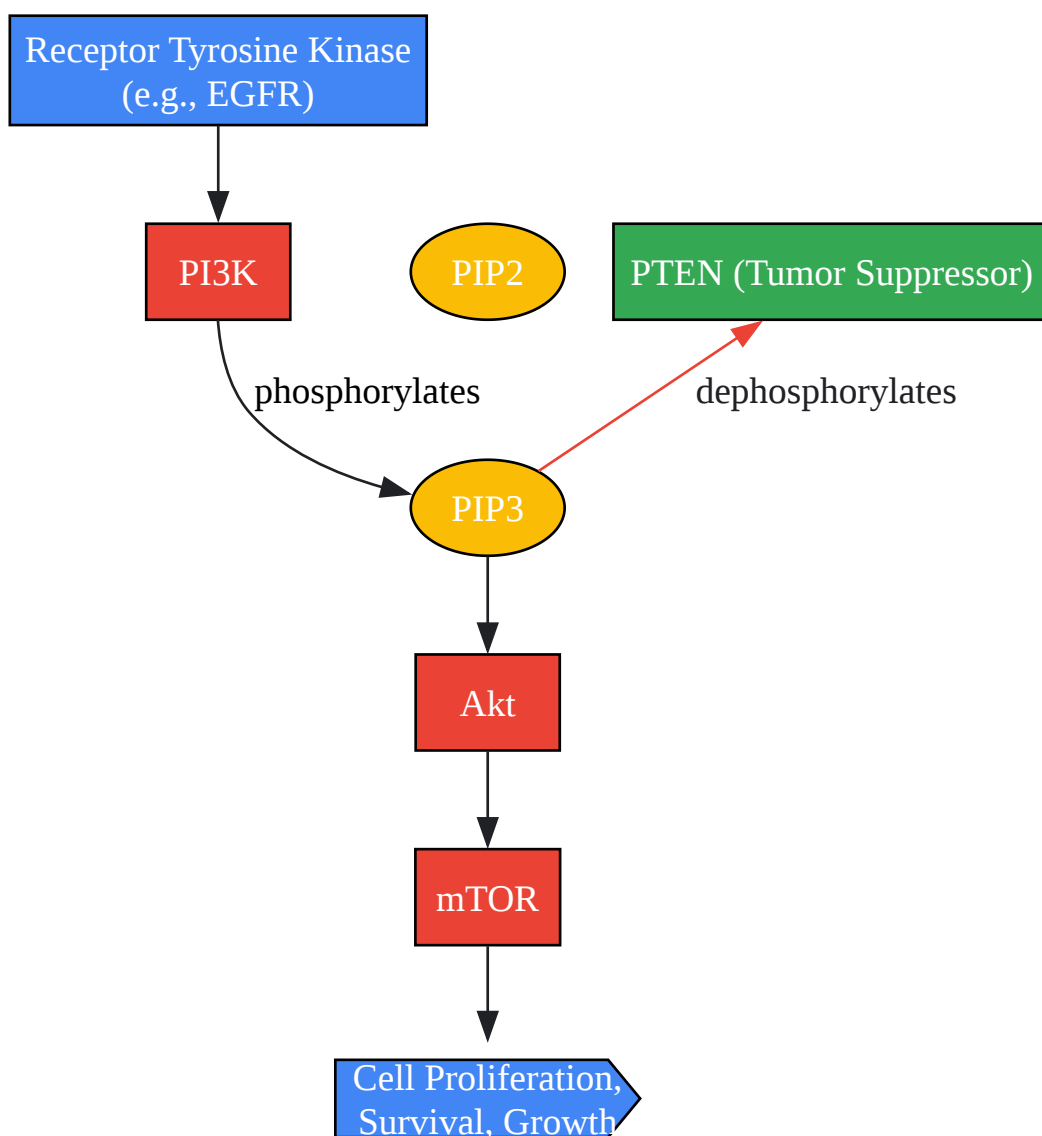 Receptor Tyrosine Kinase
(e.g., EGFR)
PI3K
PIP2
PTEN (Tumor Suppressor)
phosphorylates
dephosphorylates
PIP3
Akt
mTOR
Cell Proliferation,
Survival, Growth